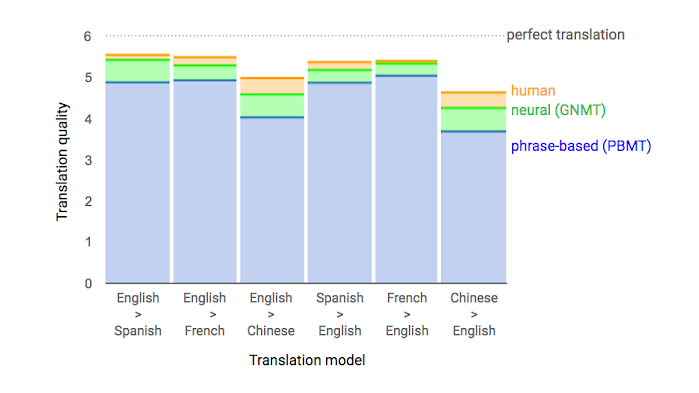 6
perfect translation
5
human
neural (GNMT)
4
phrase-based (PBMT)
3
2
1
0
Translation quality
English > Spanish
English > French
English > Chinese
Spanish > English
French > English
Chinese > English
Translation model